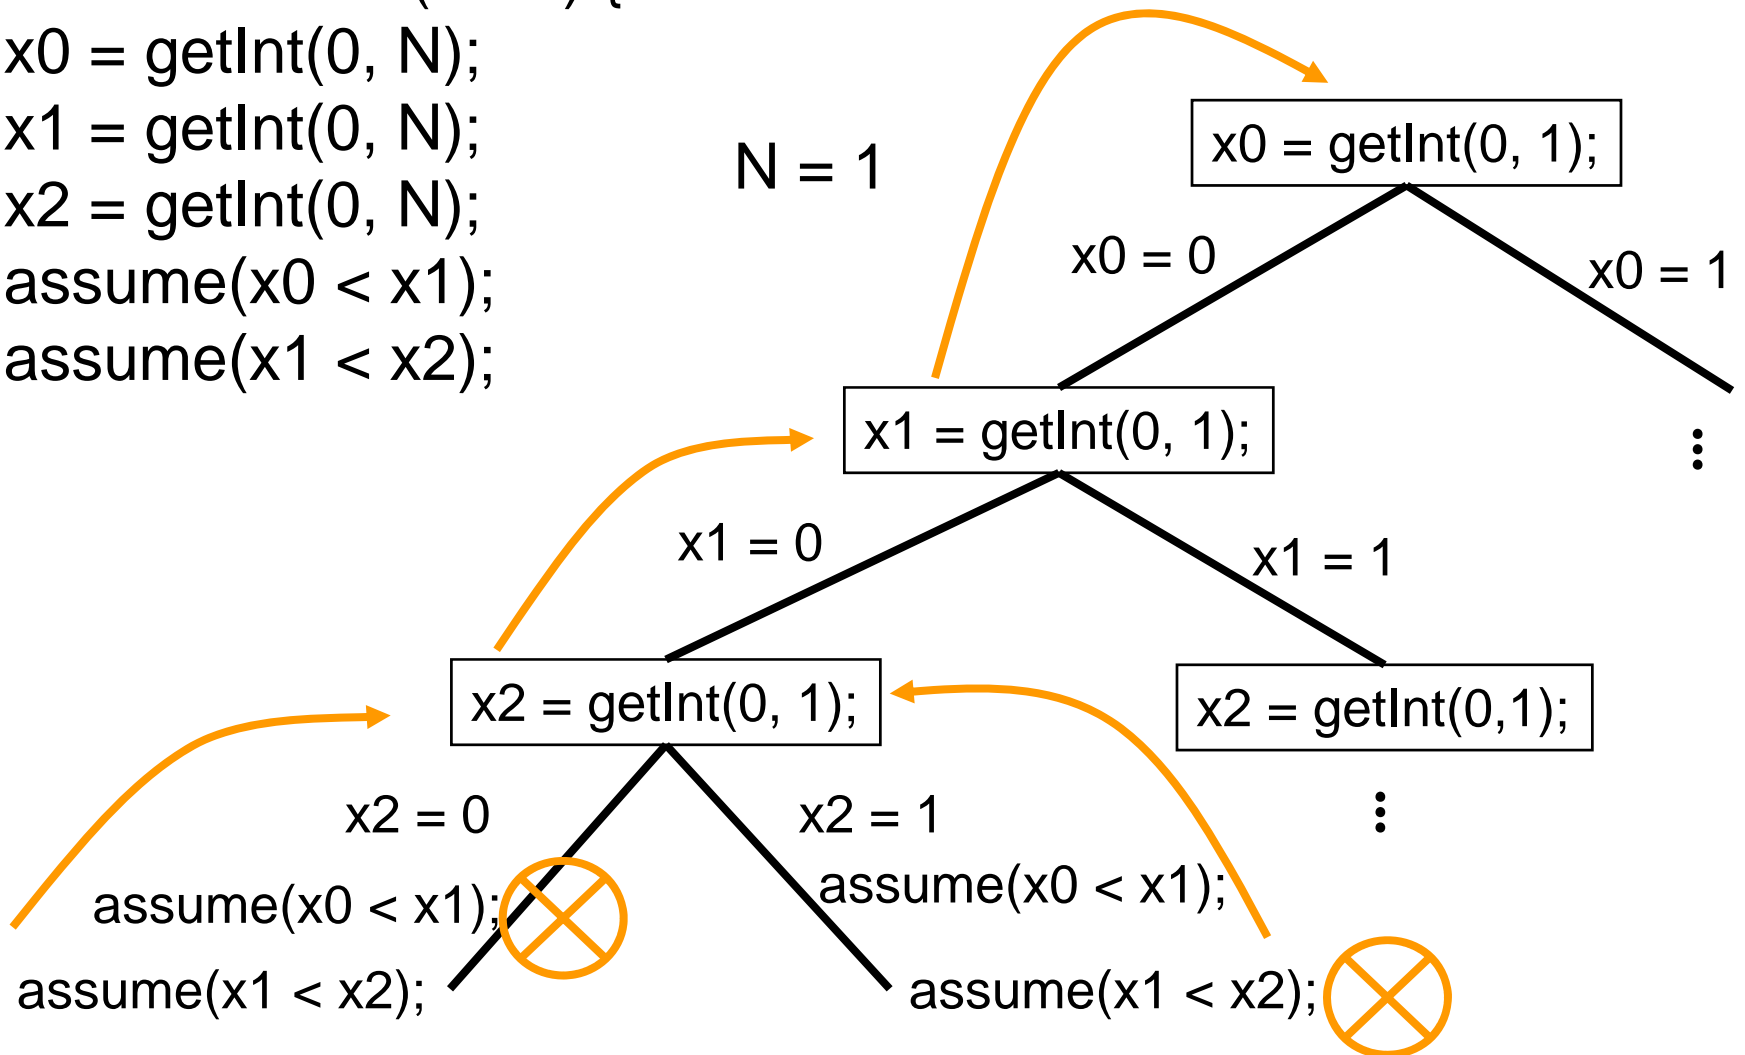 x0 = getInt(0, N);
x1 = getInt(0, N);
x2 = getInt(0, N);
assume(x0 < x1);
assume(x1 < x2);
N = 1
x0 = getInt(0, 1);
x0 = 0
x0 = 1
x1 = getInt(0, 1);
x1 = 0
x1 = 1
x2 = getInt(0, 1);
x2 = getInt(0,1);
x2 = 0
x2 = 1
assume(x0 < x1);
assume(x0 < x1);
assume(x1 < x2);
assume(x1 < x2);